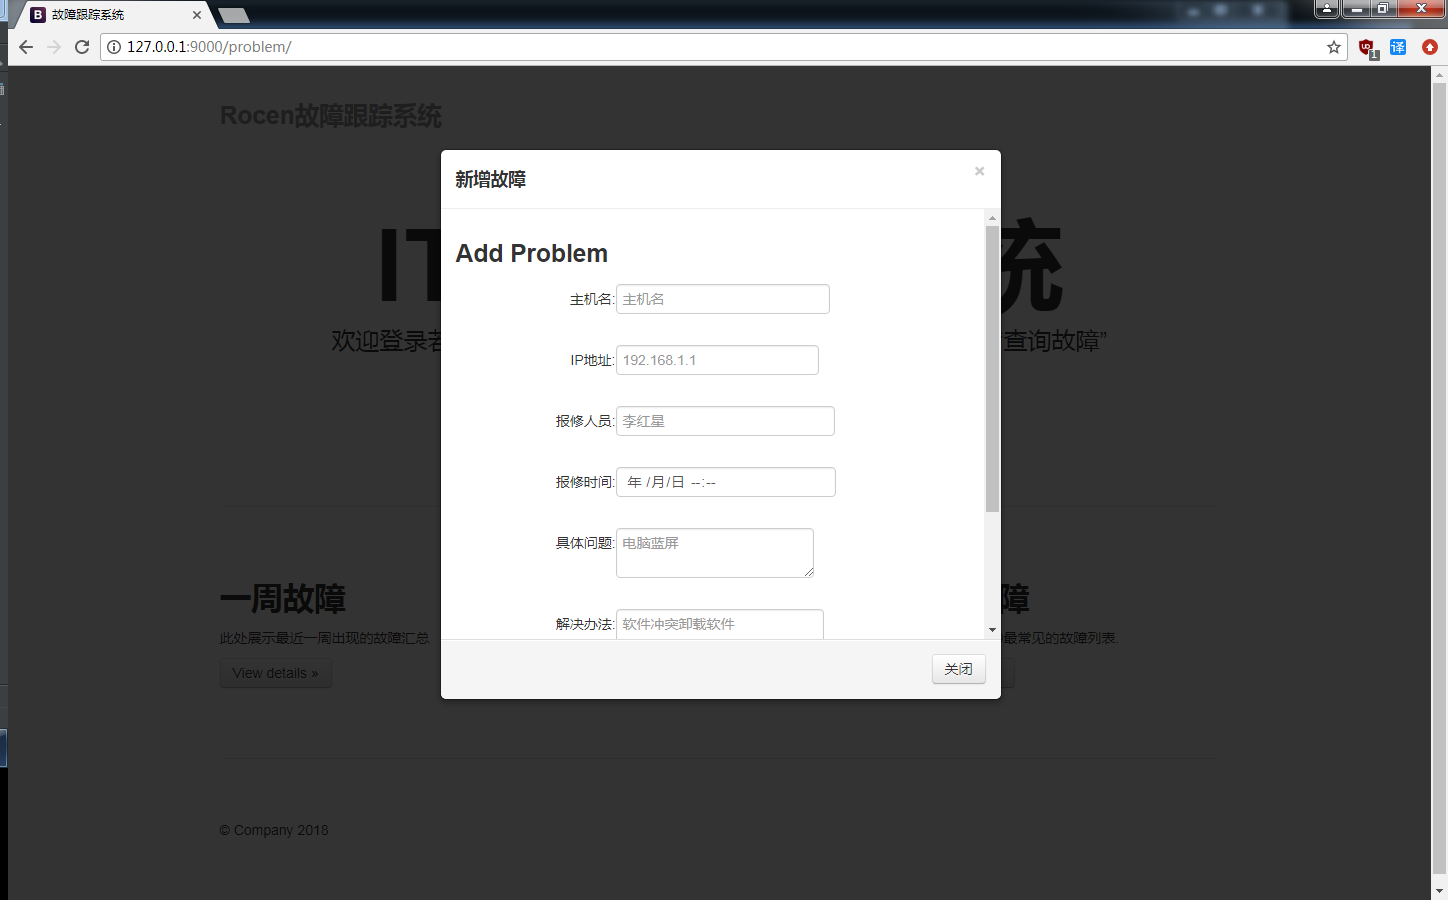 故障跟踪系统
127.0.0.1:9000/problem/
UD
1
译
Rocen故障跟踪系统
新增故障
×
IT
统
欢迎登录
查询故障”
Add Problem
主机名:
主机名
IP地址:
192.168.1.1
报修人员:
李红星
报修时间:
年 /月/日 --:--
具体问题:
电脑蓝屏
解决办法:
软件冲突卸载软件
关闭
一周故障
障
此处展示最近一周出现的故障汇总
最常见的故障列表.
View details »
© Company 2018